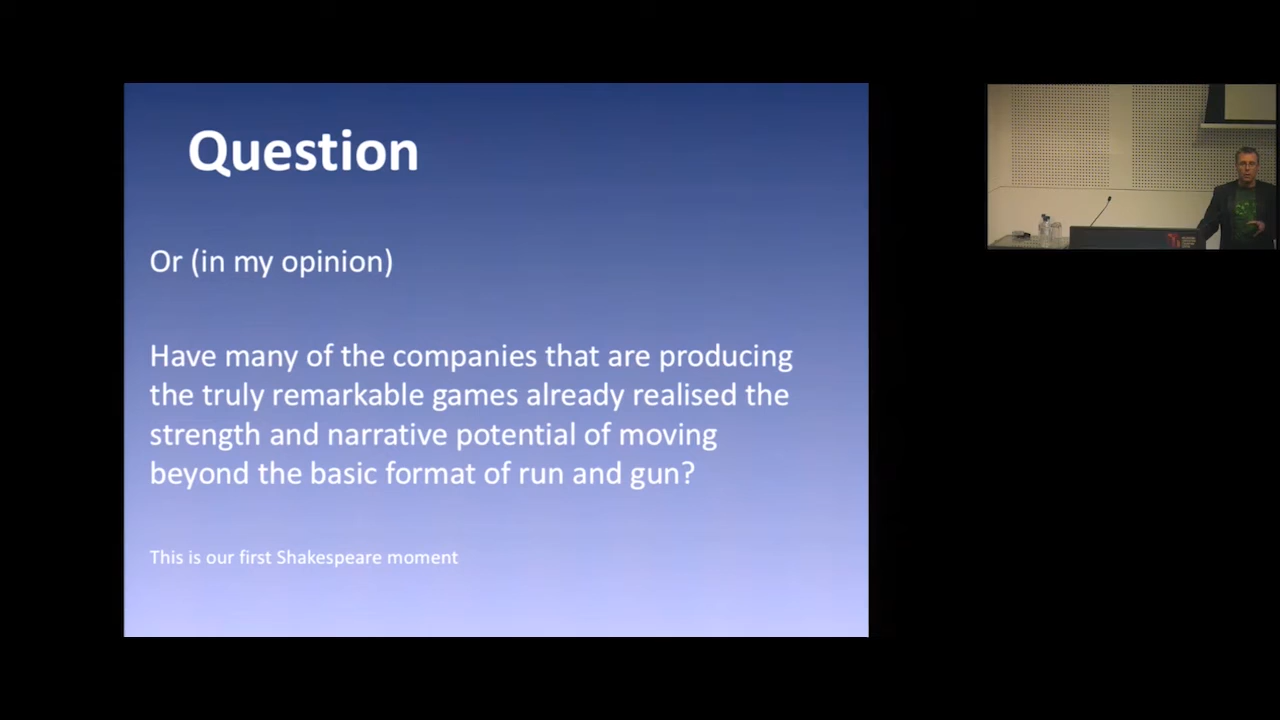 Question
Or (in my opinion)
Have many of the companies that are producing
the truly remarkable games already realised the
strength and narrative potential of moving
beyond the basic format of run and gun?
This is our first Shakespeare moment